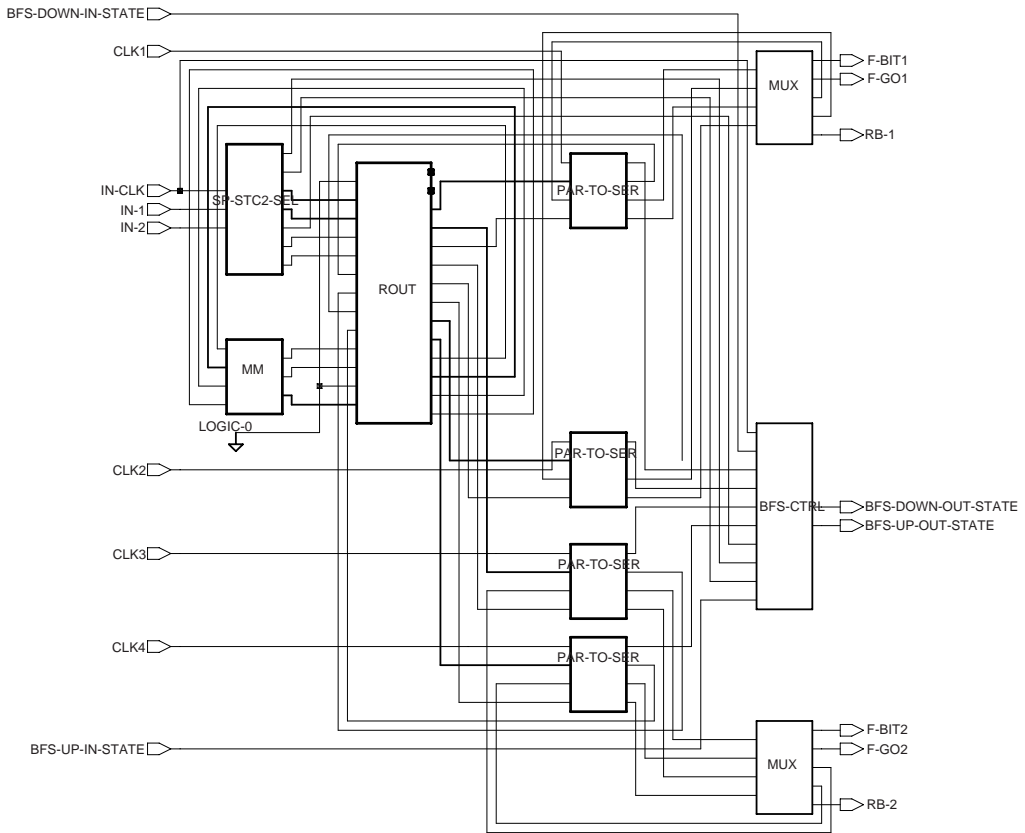 BFS-DOWN-IN-STATE
CLK1
F-BIT1
F-GO1
MUX
RB-1
PAR-TO-SER
IN-CLK
SP-STC2-SEL
IN-1
IN-2
ROUT
MM
LOGIC-0
PAR-TO-SER
CLK2
BFS-CTRL
BFS-DOWN-OUT-STATE
BFS-UP-OUT-STATE
CLK3
PAR-TO-SER
CLK4
PAR-TO-SER
F-BIT2
BFS-UP-IN-STATE
F-GO2
MUX
RB-2